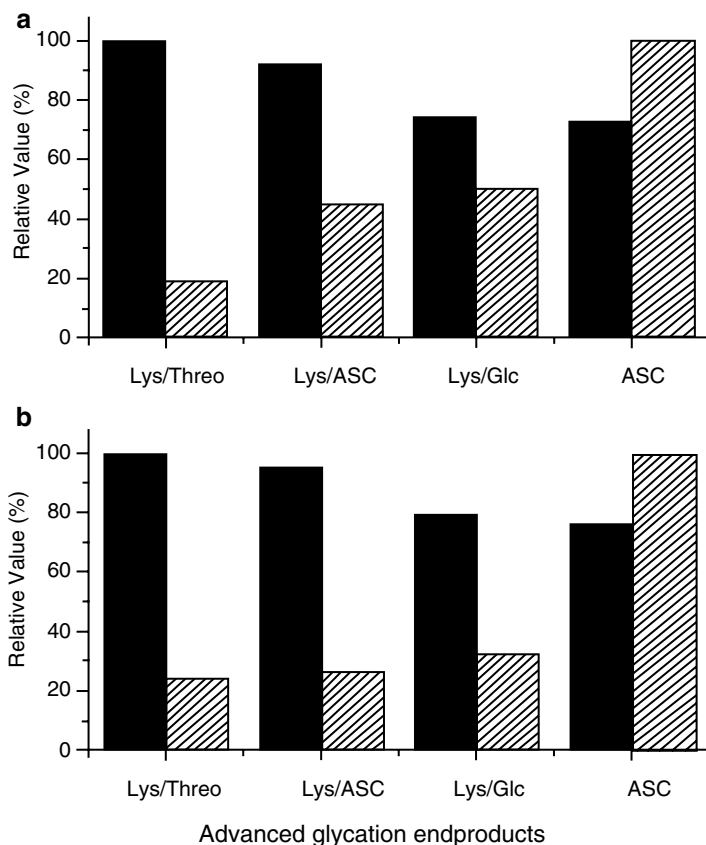 a
100
80
60
40
20
0
Relative Value (%)
Lys/Threo Lys/ASC Lys/Glc ASC
b
100
80
60
40
20
0
Relative Value (%)
Lys/Threo Lys/ASC Lys/Glc ASC
Advanced glycation endproducts